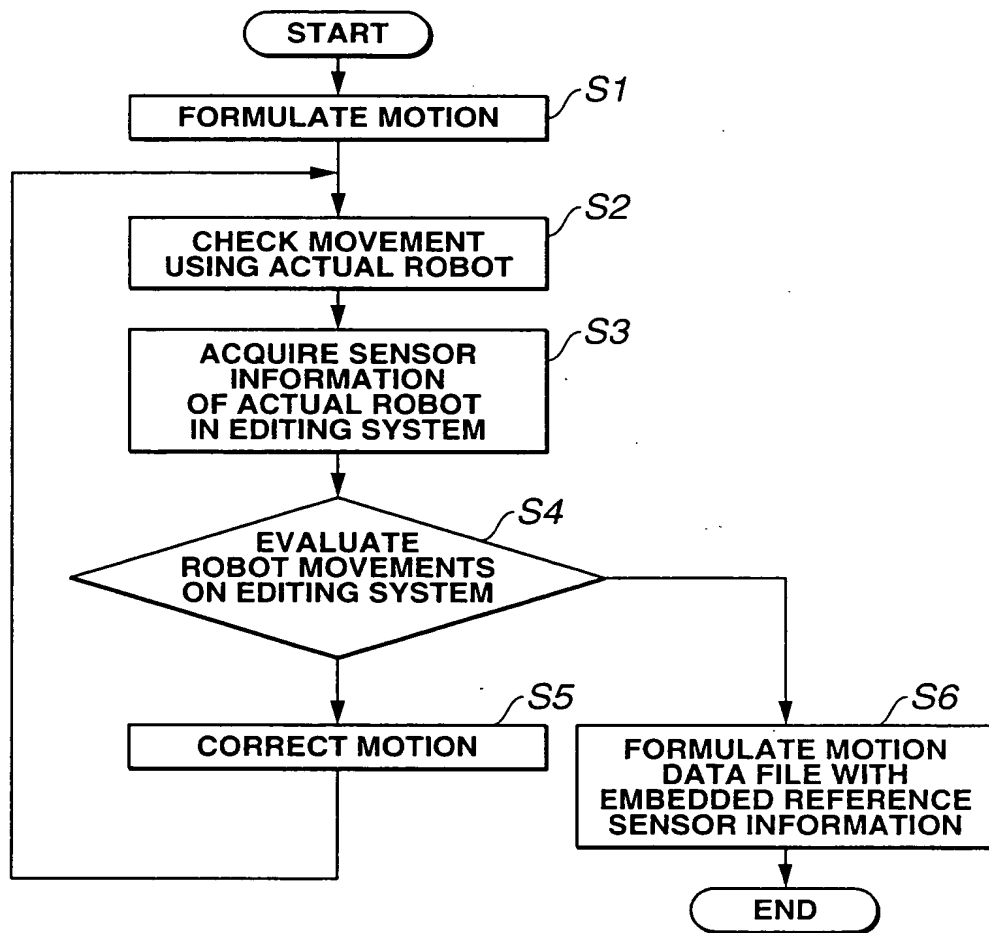 START
S1
FORMULATE MOTION
S2
CHECK MOVEMENT
USING ACTUAL ROBOT
S3
ACQUIRE SENSOR
INFORMATION
OF ACTUAL ROBOT
IN EDITING SYSTEM
S4
EVALUATE
ROBOT MOVEMENTS
ON EDITING SYSTEM
S5
CORRECT MOTION
S6
FORMULATE MOTION
DATA FILE WITH
EMBEDDED REFERENCE
SENSOR INFORMATION
END